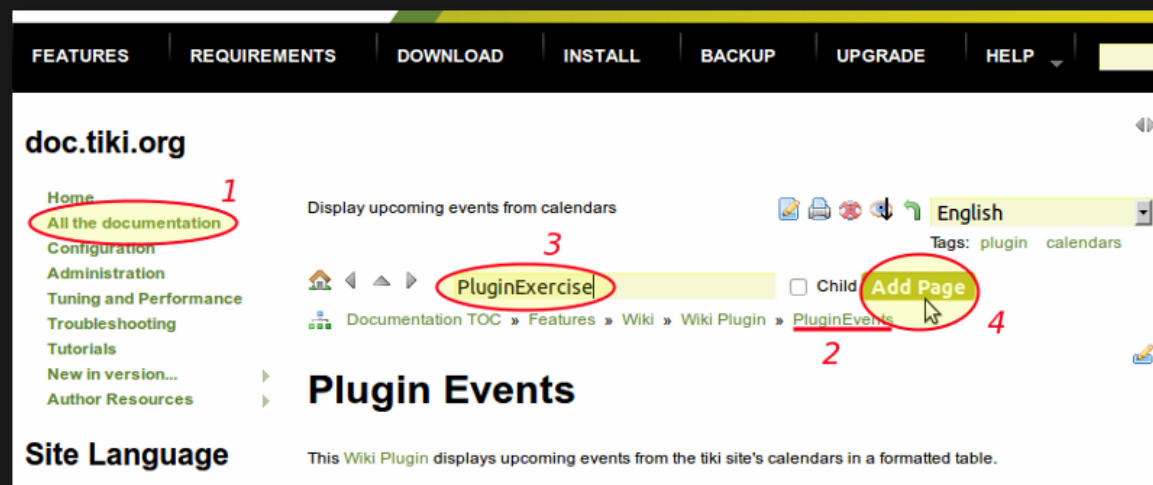 FEATURES REQUIREMENTS DOWNLOAD INSTALL BACKUP UPGRADE HELP
doc.tiki.org
Home
1
All the documentation
Configuration
Administration
Tuning and Performance
Troubleshooting
Tutorials
New in version...
Author Resources
Site Language
Display upcoming events from calendars
English
Tags: plugin calendars
3
PluginExercise
Child
Add Page
4
Documentation TOC » Features » Wiki » Wiki Plugin » PluginEvents
2
Plugin Events
This Wiki Plugin displays upcoming events from the tiki site's calendars in a formatted table.